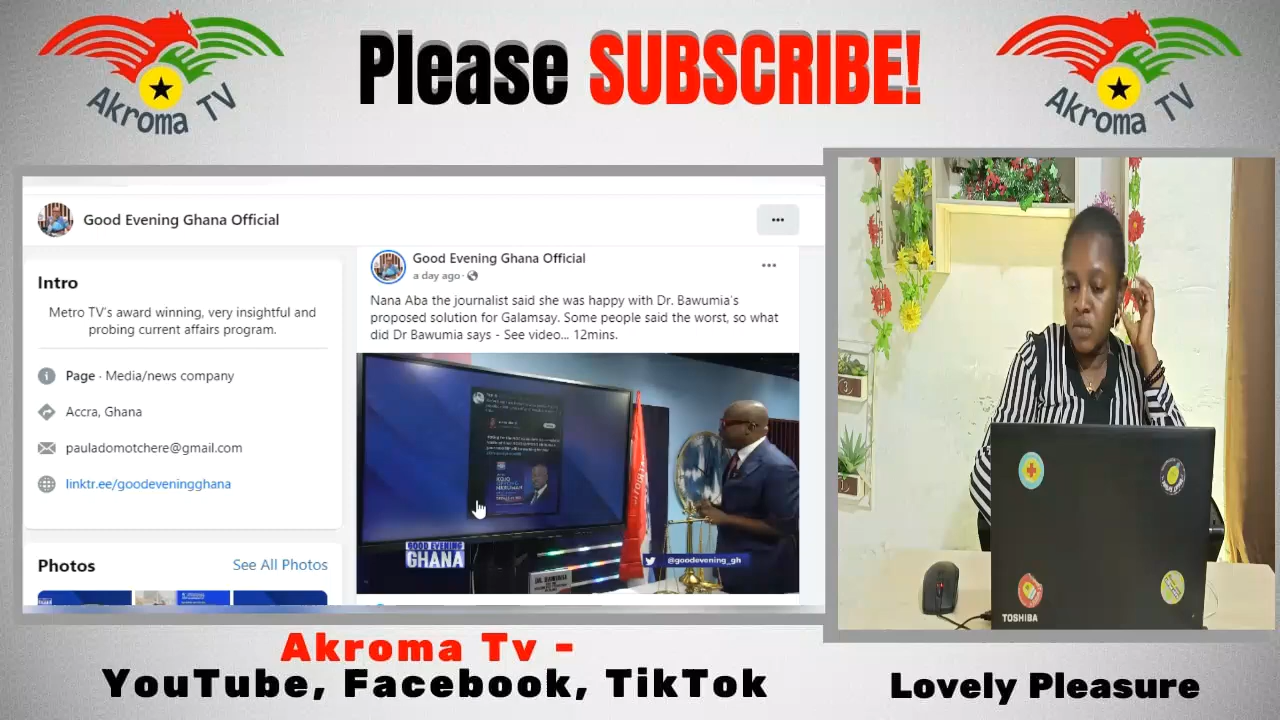 Please SUBSCRIBE!
Akroma TV
Akroma TV
Good Evening Ghana Official
Intro
Metro TV's award winning, very insightful and
probing current affairs program.
Page · Media/news company
Accra, Ghana
pauladomotchere@gmail.com
linktr.ee/goodeveningghana
Photos
See All Photos
Good Evening Ghana Official
a day ago ·
Nana Aba the journalist said she was happy with Dr. Bawumia's
proposed solution for Galamsay. Some people said the worst, so what
did Dr Bawumia says - See video... 12mins.
GOOD EVENING
GHANA
@goodevening_gh
TOSHIBA
Akroma Tv -
YouTube, Facebook, TikTok
Lovely Pleasure